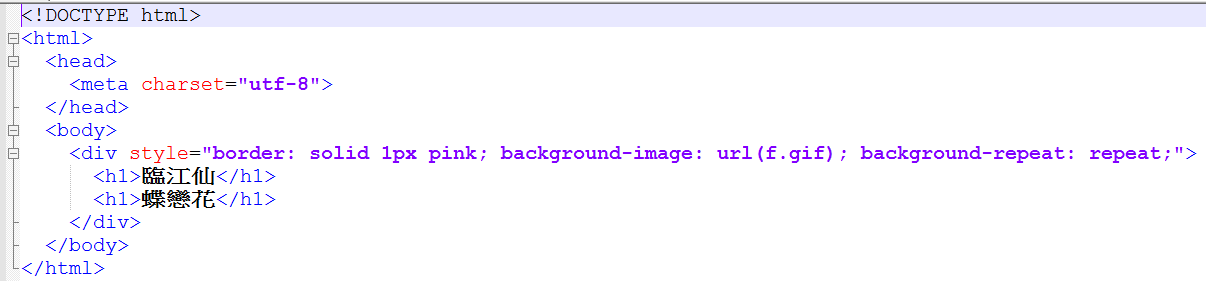 <!DOCTYPE html>
<html>
  <head>
    <meta charset="utf-8">
  </head>
  <body>
    <div style="border: solid 1px pink; background-image: url(f.gif); background-repeat: repeat;">
      <h1>臨江仙</h1>
      <h1>蝶戀花</h1>
    </div>
  </body>
</html>